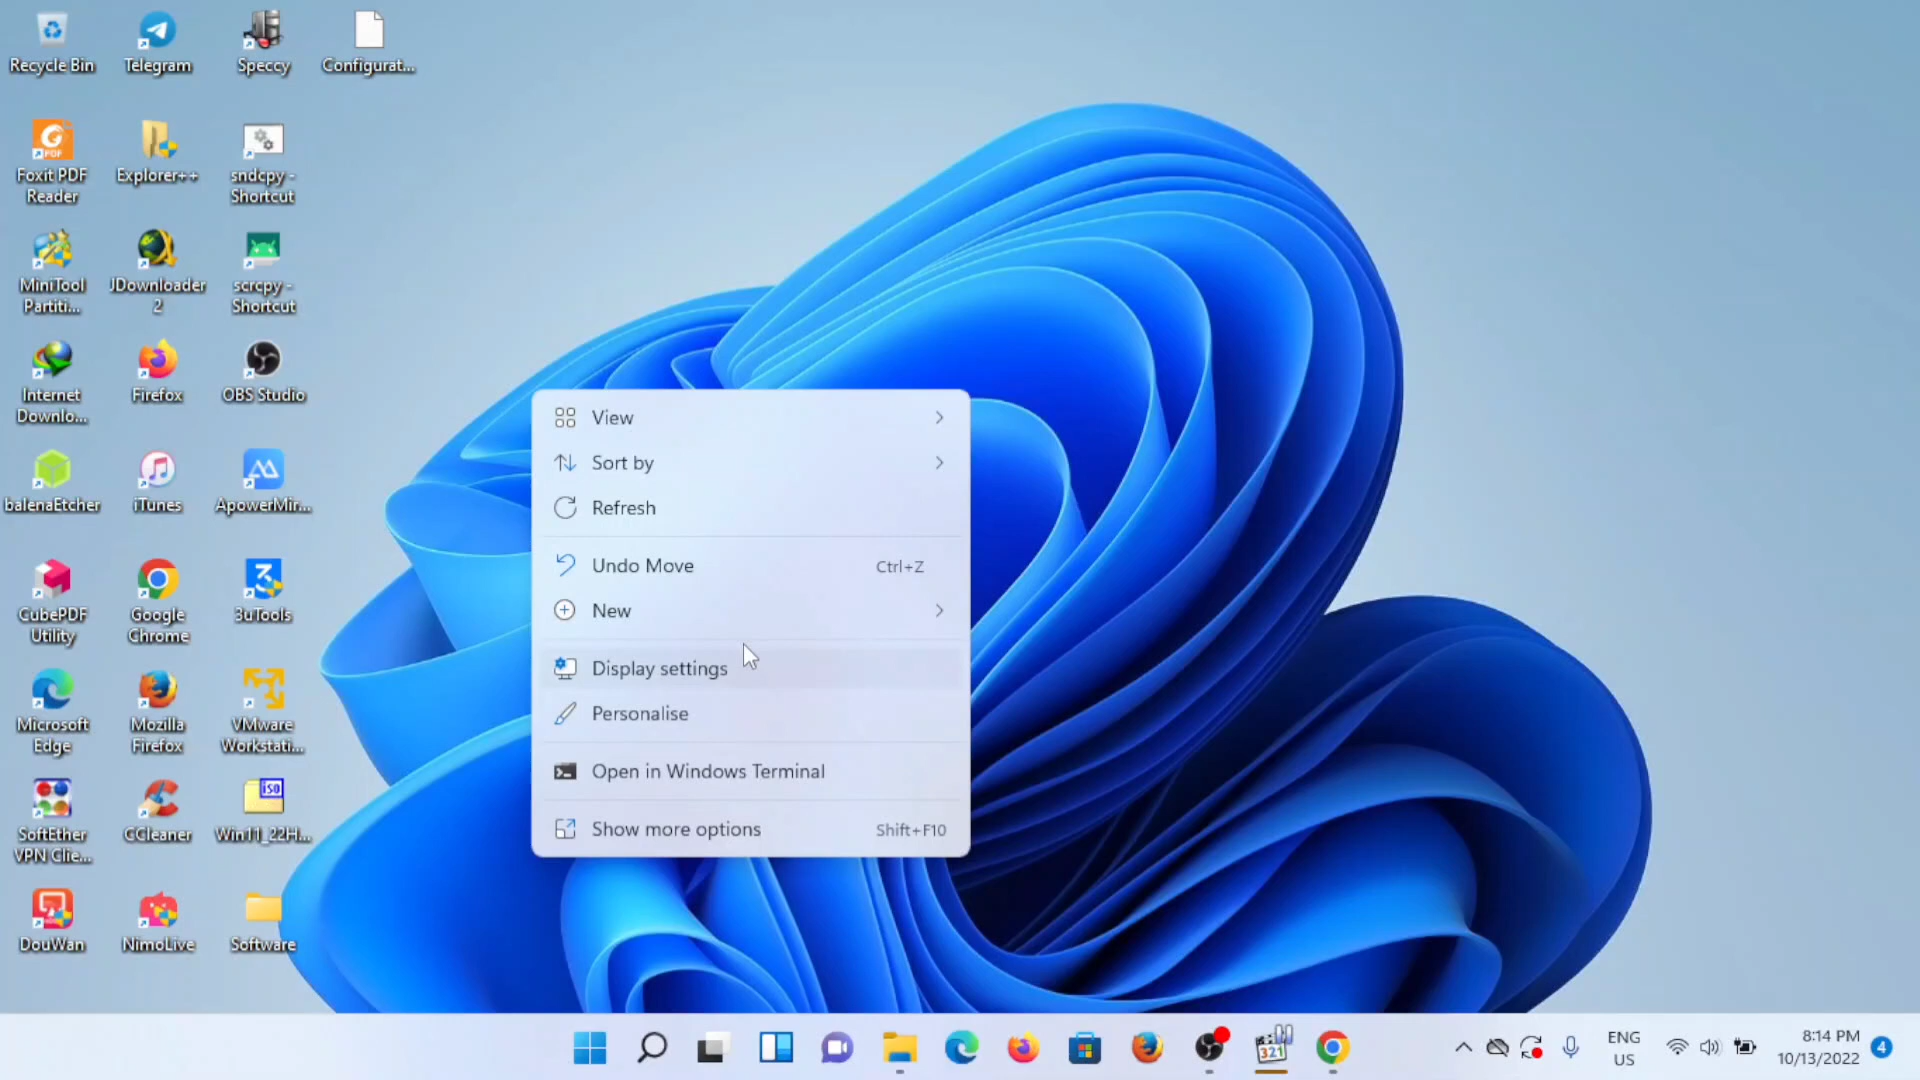 Recycle Bin
Telegram
Speccy
Configurat...
Foxit PDF
Reader
Explorer++
sndcpy -
Shortcut
MiniTool
Partiti...
JDownloader
2
scrcpy -
Shortcut
Internet
Downlo...
Firefox
OBS Studio
balenaEtcher
iTunes
ApowerMir...
CubePDF
Utility
Google
Chrome
3uTools
Microsoft
Edge
Mozilla
Firefox
VMware
Workstati...
SoftEther
VPN Clie...
CCleaner
Win11_22H...
DouWan
NimoLive
Software
View
Sort by
Refresh
Undo Move Ctrl+Z
New
Display settings
Personalise
Open in Windows Terminal
Show more options Shift+F10
PDF
ISO
321
ENG
US
8:14 PM
10/13/2022
4